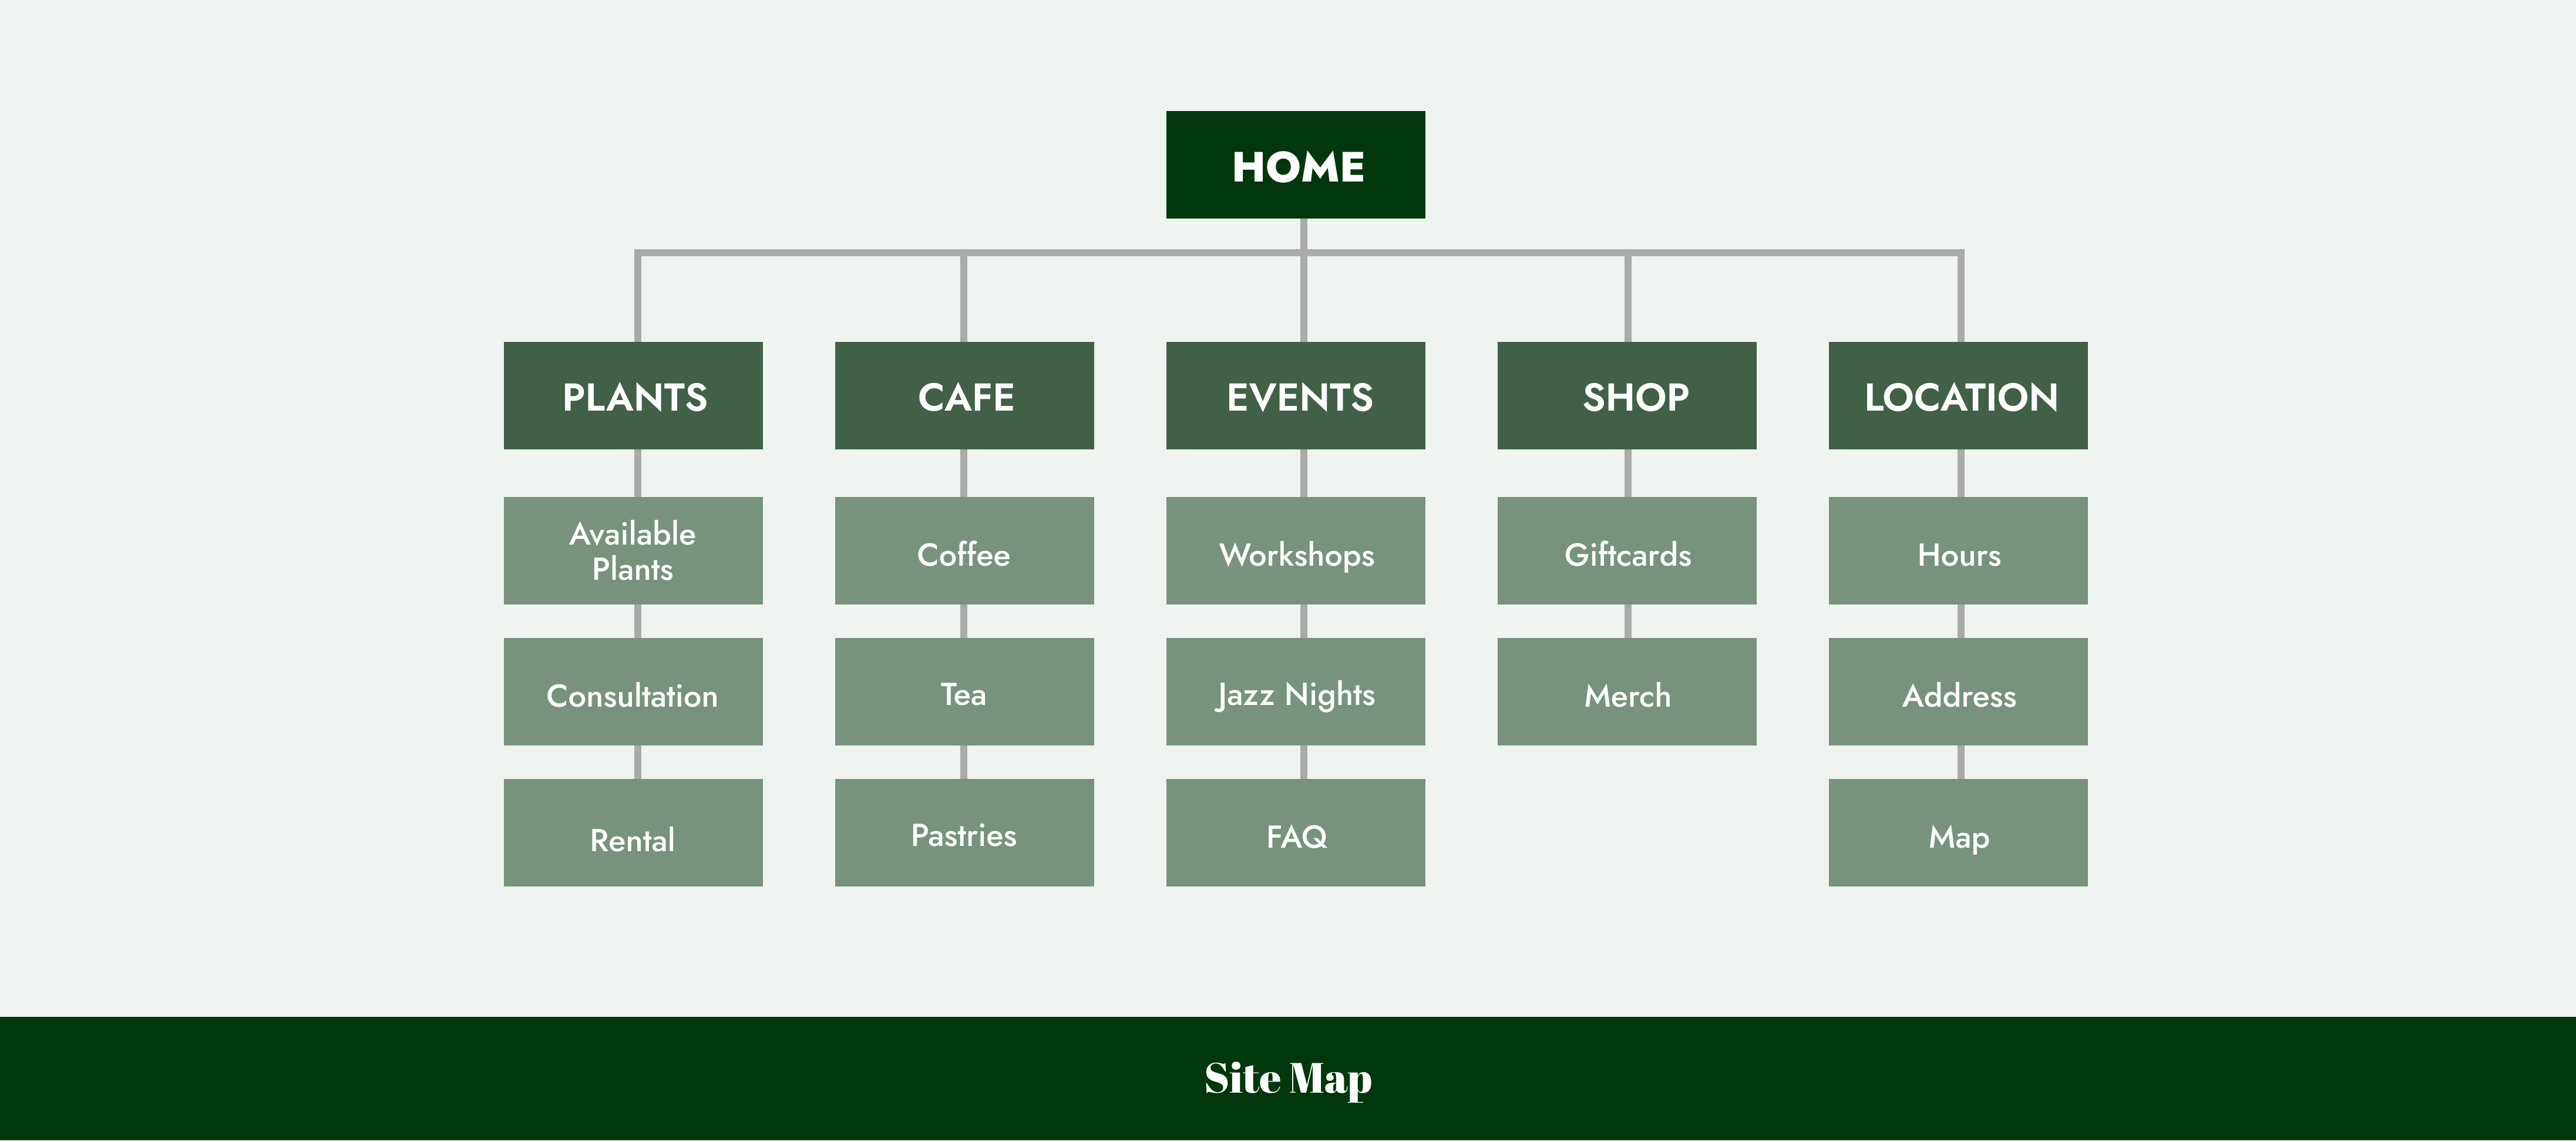 HOME
PLANTS
CAFE
EVENTS
SHOP
LOCATION
Available
Plants
Coffee
Workshops
Giftcards
Hours
Consultation
Tea
Jazz Nights
Merch
Address
Rental
Pastries
FAQ
Map
Site Map